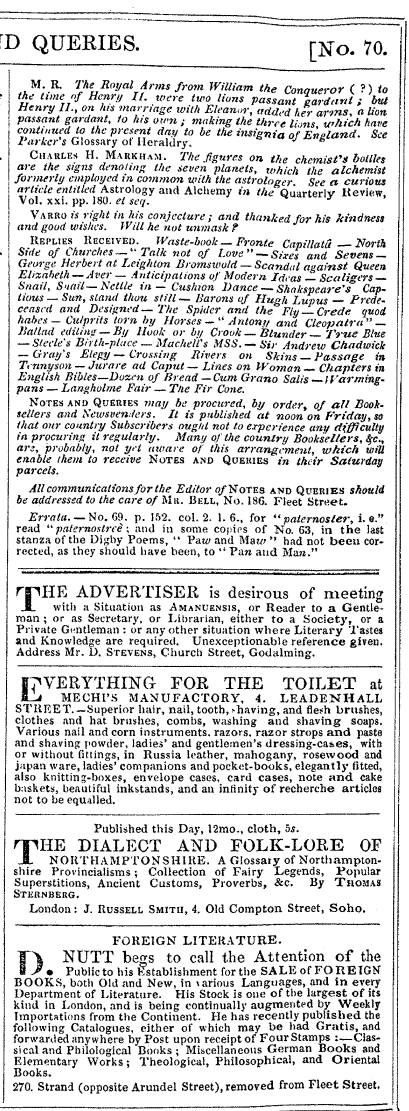 D QUERIES. [No. 70.
M. R. The Royal Arms from William the Conqueror (?) to
the time of Henry II. were two lions passant gardant; but
Henry II., on his marriage with Eleanor, added her arms, a lion
passant gardant, to his own; making the three lions, which have
continued to the present day to be the insignia of England. See
Parker's Glossary of Heraldry.
CHARLES H. MARKHAM. The figures on the chemist's bottles
are the signs denoting the seven planets, which the alchemist
formerly employed in common with the astrologer. See a curious
article entitled Astrology and Alchemy in the Quarterly Review,
Vol. xxi. pp. 180. et seq.
VARRO is right in his conjecture; and thanked for his kindness
and good wishes. Will he not unmask?
REPLIES RECEIVED. Waste-book — Fronte Capillatâ — North
Side of Churches — "Talk not of Love" — Sixes and Sevens —
George Herbert at Leighton Bromswold — Scandal against Queen
Elizabeth — Aver — Anticipations of Modern Ideas — Scaligers —
Snail, Snail — Nettle in — Cushion Dance — Shakspeare's Cap-
tious — Sun, stand thou still — Barons of Hugh Lupus — Prede-
ceased and Designed — The Spider and the Fly — Crede quod
habes — Culprits torn by Horses — "Antony and Cleopatra" —
Ballad editing — By Hook or by Crook — Blunder — True Blue
— Steele's Birth-place — Machell's MSS. — Sir Andrew Chadwick
— Gray's Elegy — Crossing Rivers on Skins — Passage in
Tennyson — Jurare ad Caput — Lines on Woman — Chapters in
English Bibles — Dozen of Bread — Cum Grano Salis — Warming-
pans — Langholme Fair — The Fir Cone.
NOTES AND QUERIES may be procured, by order, of all Book-
sellers and Newsvenders. It is published at noon on Friday, so
that our country Subscribers ought not to experience any difficulty
in procuring it regularly. Many of the country Booksellers, &c.,
are, probably, not yet aware of this arrangement, which will
enable them to receive NOTES AND QUERIES in their Saturday
parcels.
All communications for the Editor of NOTES AND QUERIES should
be addressed to the care of MR. BELL, No. 186. Fleet Street.
Errata. — No. 69. p. 152. col. 2. l. 6., for "paternoster, i. e."
read "paternostrè; and in some copies of No. 63, in the last
stanza of the Digby Poems, "Paw and Maw" had not been cor-
rected, as they should have been, to "Pan and Man."
THE ADVERTISER is desirous of meeting
with a Situation as AMANUENSIS, or Reader to a Gentle-
man; or as Secretary, or Librarian, either to a Society, or a
Private Gentleman: or any other situation where Literary Tastes
and Knowledge are required. Unexceptionable reference given.
Address Mr. D. STEVENS, Church Street, Godalming.
EVERYTHING FOR THE TOILET at
MECHI'S MANUFACTORY, 4. LEADENHALL
STREET. — Superior hair, nail, tooth, shaving, and flesh brushes,
clothes and hat brushes, combs, washing and shaving soaps.
Various nail and corn instruments, razors, razor strops and paste
and shaving powder, ladies' and gentlemen's dressing-cases, with
or without fittings, in Russia leather, mahogany, rosewood and
japan ware, ladies' companions and pocket-books, elegantly fitted,
also knitting-boxes, envelope cases, card cases, note and cake
baskets, beautiful inkstands, and an infinity of recherche articles
not to be equalled.
Published this Day, 12mo., cloth, 5s.
THE DIALECT AND FOLK-LORE OF
NORTHAMPTONSHIRE. A Glossary of Northampton-
shire Provincialisms; Collection of Fairy Legends, Popular
Superstitions, Ancient Customs, Proverbs, &c. By THOMAS
STERNBERG.
London: J. RUSSELL SMITH, 4. Old Compton Street, Soho.
FOREIGN LITERATURE.
D. NUTT begs to call the Attention of the
Public to his Establishment for the SALE of FOREIGN
BOOKS, both Old and New, in various Languages, and in every
Department of Literature. His Stock is one of the largest of its
kind in London, and is being continually augmented by Weekly
Importations from the Continent. He has recently published the
following Catalogues, either of which may be had Gratis, and
forwarded anywhere by Post upon receipt of Four Stamps: — Clas-
sical and Philological Books; Miscellaneous German Books and
Elementary Works; Theological, Philosophical, and Oriental
Books.
270. Strand (opposite Arundel Street), removed from Fleet Street.